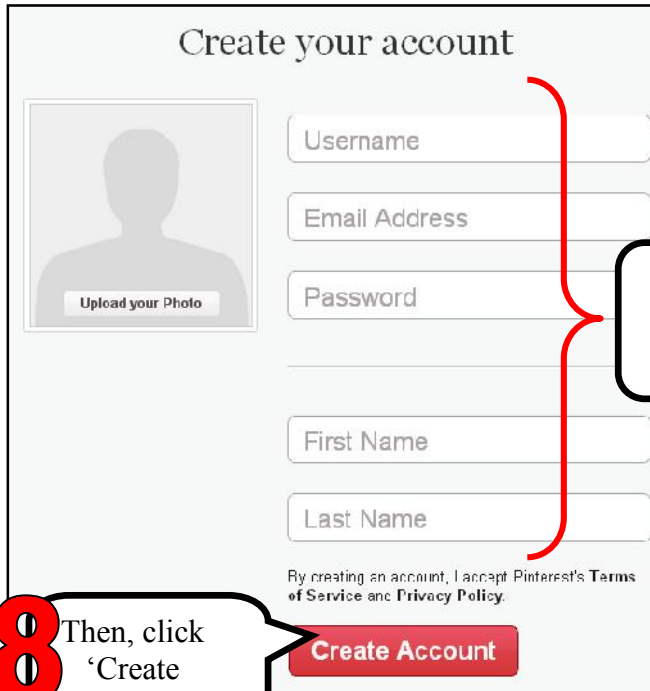 Create your account
Username
Email Address
Password
Upload your Photo
First Name
Last Name
By creating an account, I accept Pinterest's Terms
of Service and Privacy Policy.
8
Then, click
‘Create
Create Account